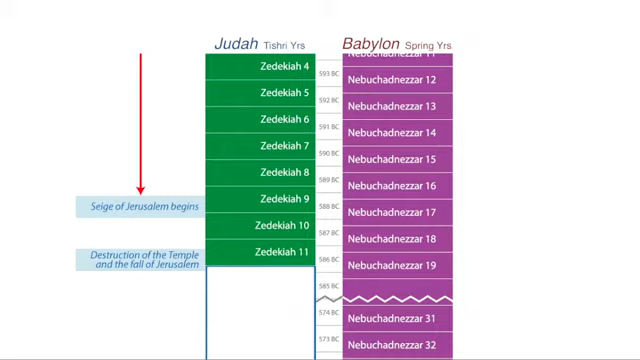 Judah Tishri Yrs
Babylon Spring Yrs
Zedekiah 4
Zedekiah 5
Zedekiah 6
Zedekiah 7
Zedekiah 8
Zedekiah 9
Zedekiah 10
Zedekiah 11
Seige of Jerusalem begins
Destruction of the Temple
and the fall of Jerusalem
593 BC
592 BC
591 BC
590 BC
589 BC
588 BC
587 BC
586 BC
585 BC
574 BC
573 BC
Nebuchadnezzar 11
Nebuchadnezzar 12
Nebuchadnezzar 13
Nebuchadnezzar 14
Nebuchadnezzar 15
Nebuchadnezzar 16
Nebuchadnezzar 17
Nebuchadnezzar 18
Nebuchadnezzar 19
Nebuchadnezzar 31
Nebuchadnezzar 32